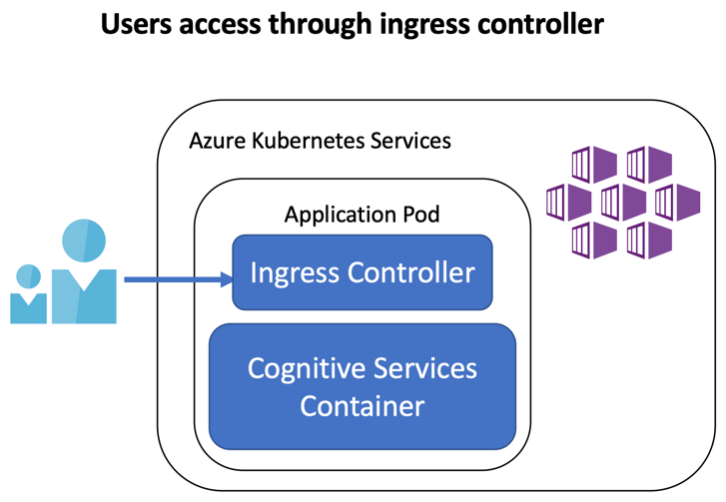 Users access through ingress controller
Azure Kubernetes Services
Application Pod
Ingress Controller
Cognitive Services
Container